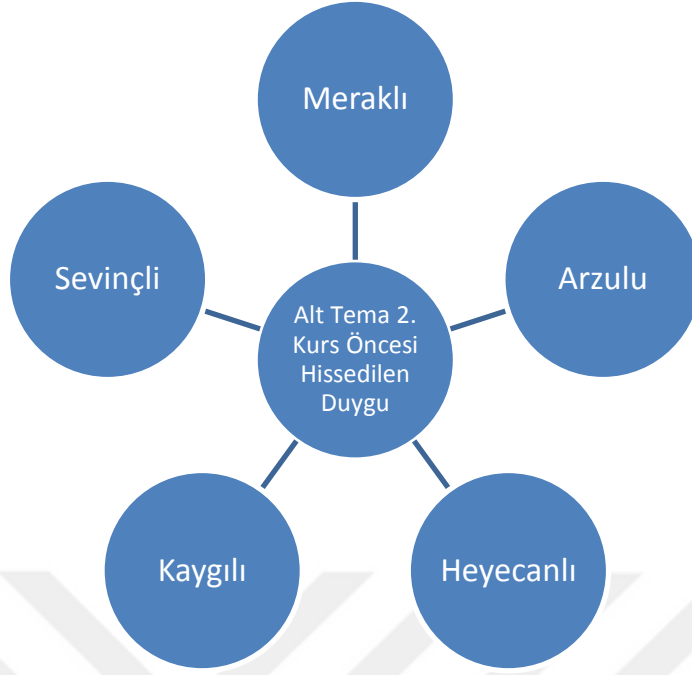 Meraklı
Sevinçli
Arzulu
Alt Tema 2.
Kurs Öncesi
Hissedilen
Duygu
Kaygılı
Heyecanlı